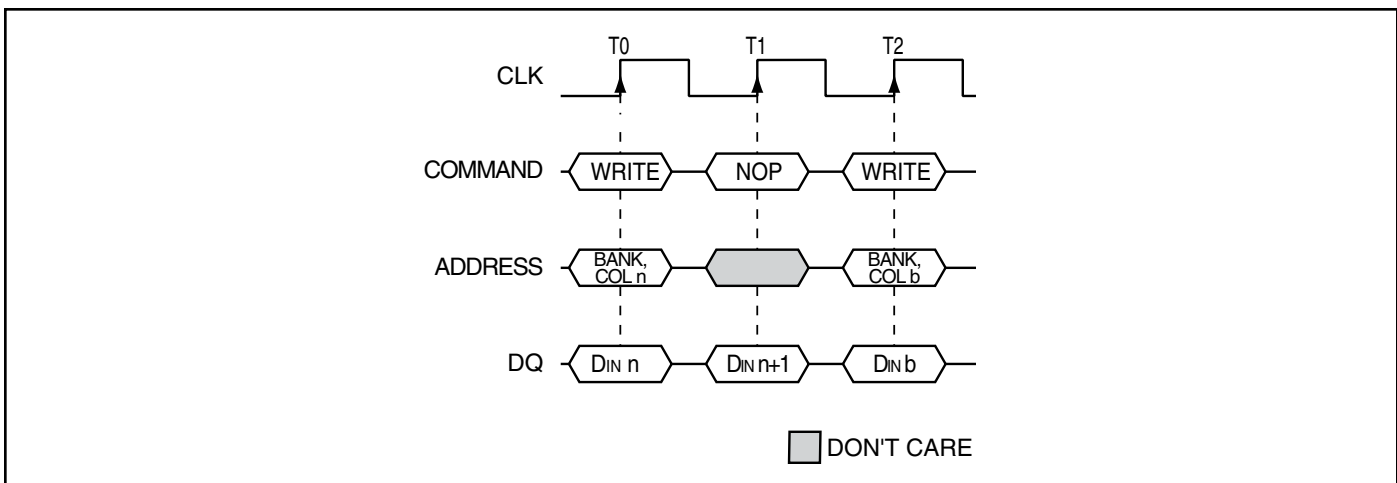 T0 T1 T2
CLK
COMMAND WRITE NOP WRITE
ADDRESS BANK, COL n BANK, COL b
DQ DIN n DIN n+1 DIN b
DON'T CARE